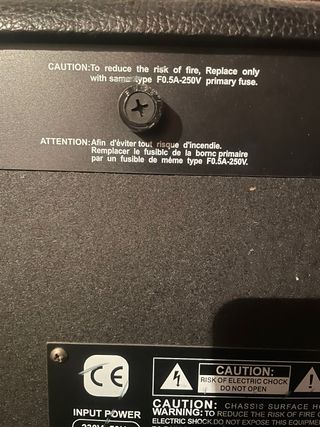 CAUTION:To reduce the risk of fire, Replace only
with same type F0.5A-250V primary fuse.
ATTENTION:Afin d'éviter tout risque d'incendie.
Remplacer le fusiblc de la bornc primaire
par un fusible de même type F0.5A-250V.
CE
CAUTION:
RISK OF ELECTRIC SHOCK
DO NOT OPEN
INPUT POWER
CAUTION: CHASSIS SURFACE
WARNING: TO REDUCE THE RISK OF FIRE
ELECTRIC SHOCK DO NOT EXPOSE THIS